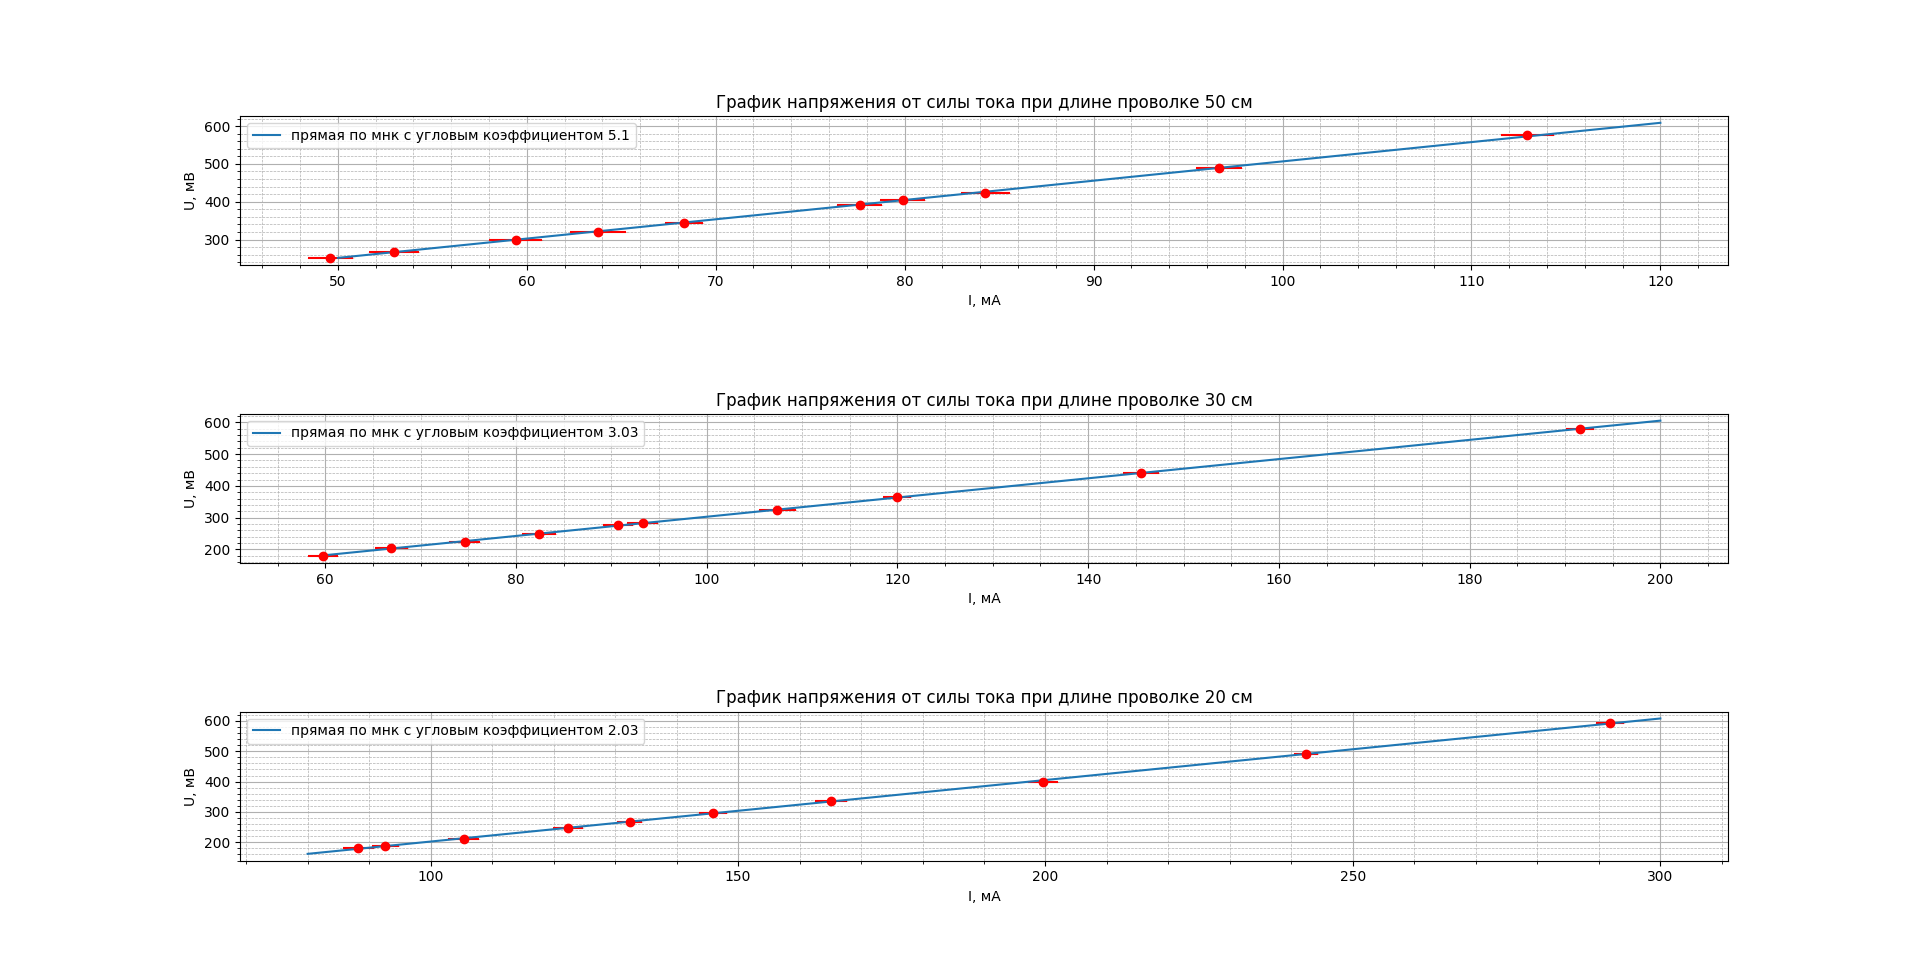 График напряжения от силы тока при длине проволке 50 см
прямая по мнк с угловым коэффициентом 5.1
600
500
400
300
U, мВ
50 60 70 80 90 100 110 120
I, мА
График напряжения от силы тока при длине проволке 30 см
прямая по мнк с угловым коэффициентом 3.03
600
500
400
300
200
U, мВ
60 80 100 120 140 160 180 200
I, мА
График напряжения от силы тока при длине проволке 20 см
прямая по мнк с угловым коэффициентом 2.03
600
500
400
300
200
U, мВ
100 150 200 250 300
I, мА